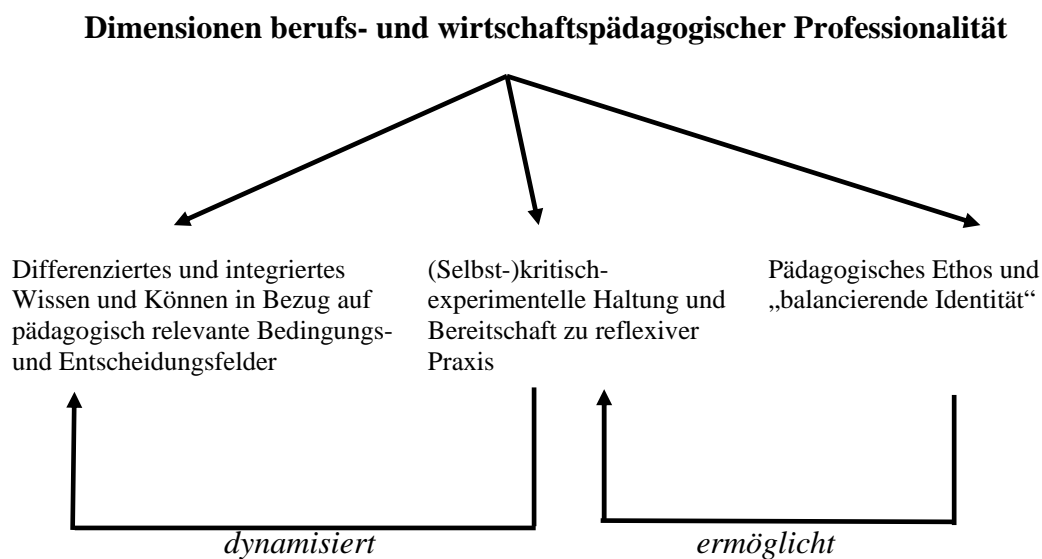 Dimensionen berufs- und wirtschaftspädagogischer Professionalität
Differenziertes und integriertes
Wissen und Können in Bezug auf
pädagogisch relevante Bedingungs-
und Entscheidungsfelder
(Selbst-)kritisch-
experimentelle Haltung und
Bereitschaft zu reflexiver
Praxis
Pädagogisches Ethos und
„balancierende Identität“
dynamisiert
ermöglicht